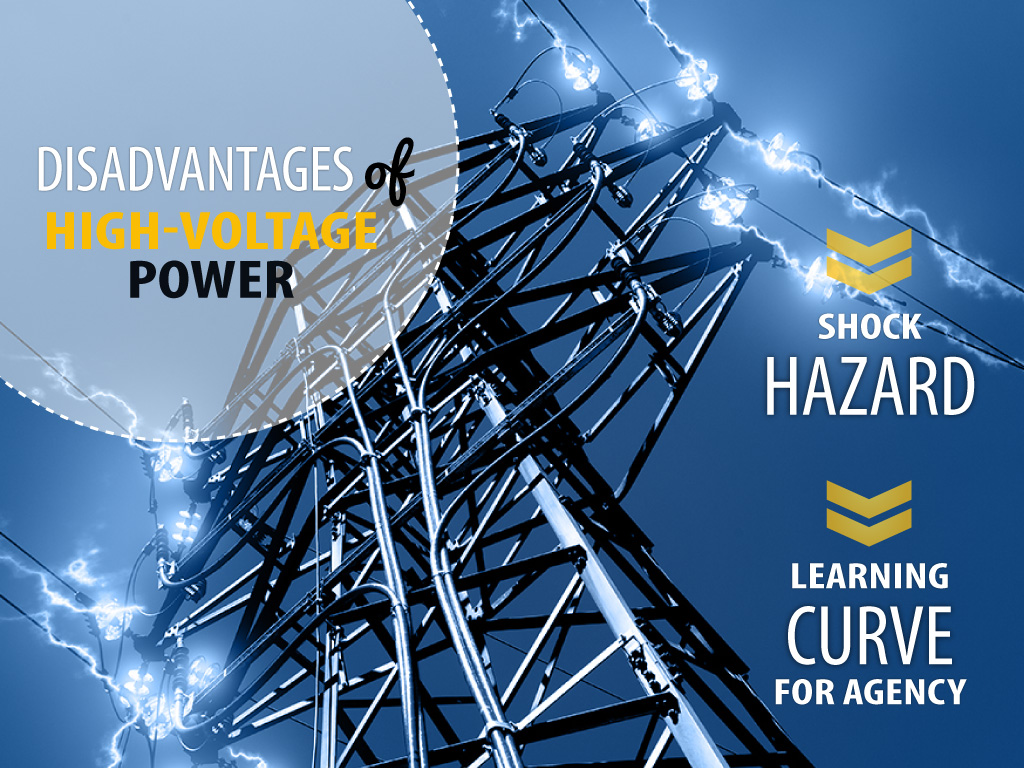 DISADVANTAGES of
HIGH-VOLTAGE
POWER
SHOCK
HAZARD
LEARNING
CURVE
FOR AGENCY